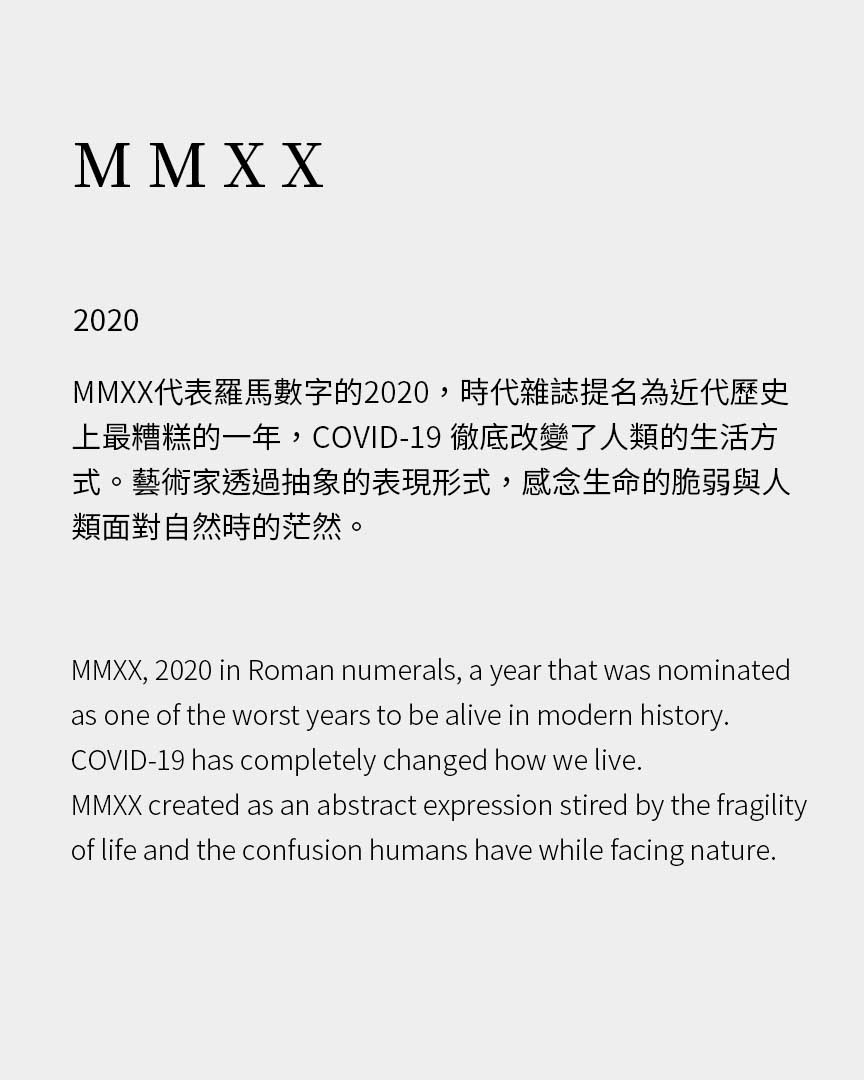 MMXX
2020
MMXX代表羅馬數字的2020，時代雜誌提名為近代歷史
上最糟糕的一年，COVID-19 徹底改變了人類的生活方
式。藝術家透過抽象的表現形式，感念生命的脆弱與人
類面對自然時的茫然。
MMXX, 2020 in Roman numerals, a year that was nominated
as one of the worst years to be alive in modern history.
COVID-19 has completely changed how we live.
MMXX created as an abstract expression stired by the fragility
of life and the confusion humans have while facing nature.